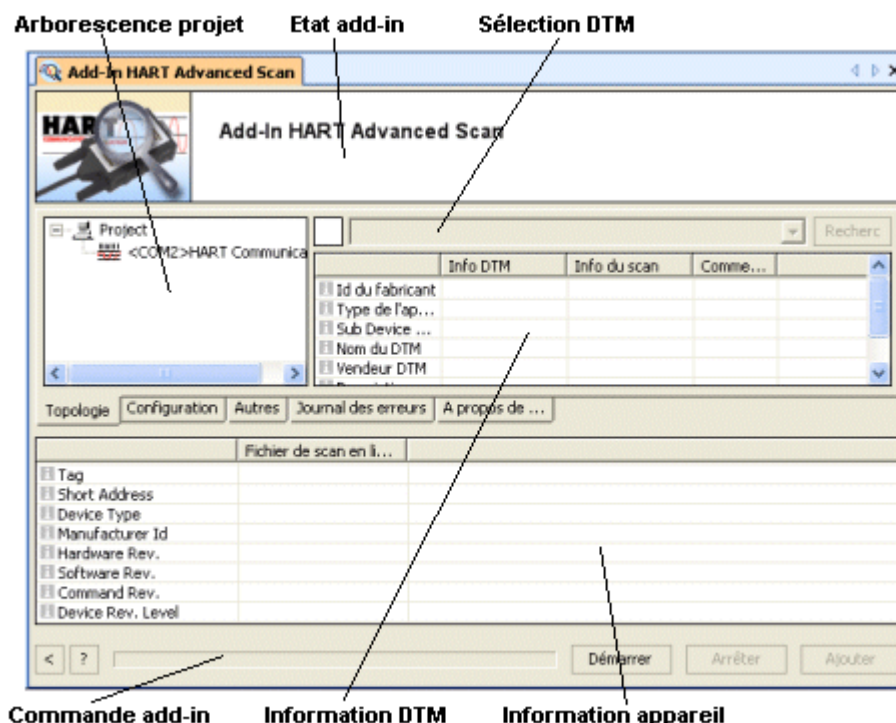 Arborescence projet Etat add-in Sélection DTM
Add-In HART Advanced Scan
HART
Add-In HART Advanced Scan
Project
<COM2>HART Communica
Recherc
Info DTM Info du scan Comme...
Id du fabricant
Type de l'ap...
Sub Device ...
Nom du DTM
Vendeur DTM
Topologie Configuration Autres Journal des erreurs A propos de ...
Fichier de scan en li...
Tag
Short Address
Device Type
Manufacturer Id
Hardware Rev.
Software Rev.
Command Rev.
Device Rev. Level
< ? Démarrer Arrêter Ajouter
Commande add-in Information DTM Information appareil